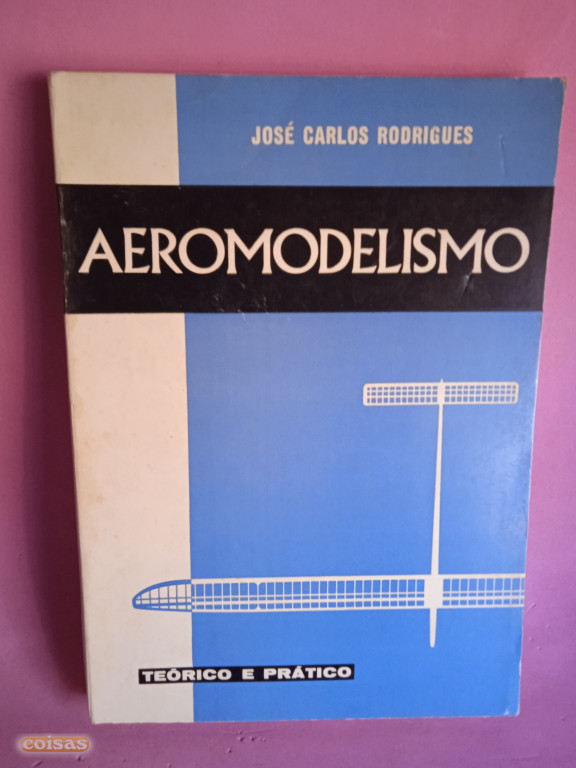 JOSÉ CARLOS RODRIGUES
AEROMODELISMO
TEÓRICO E PRÁTICO
coisas